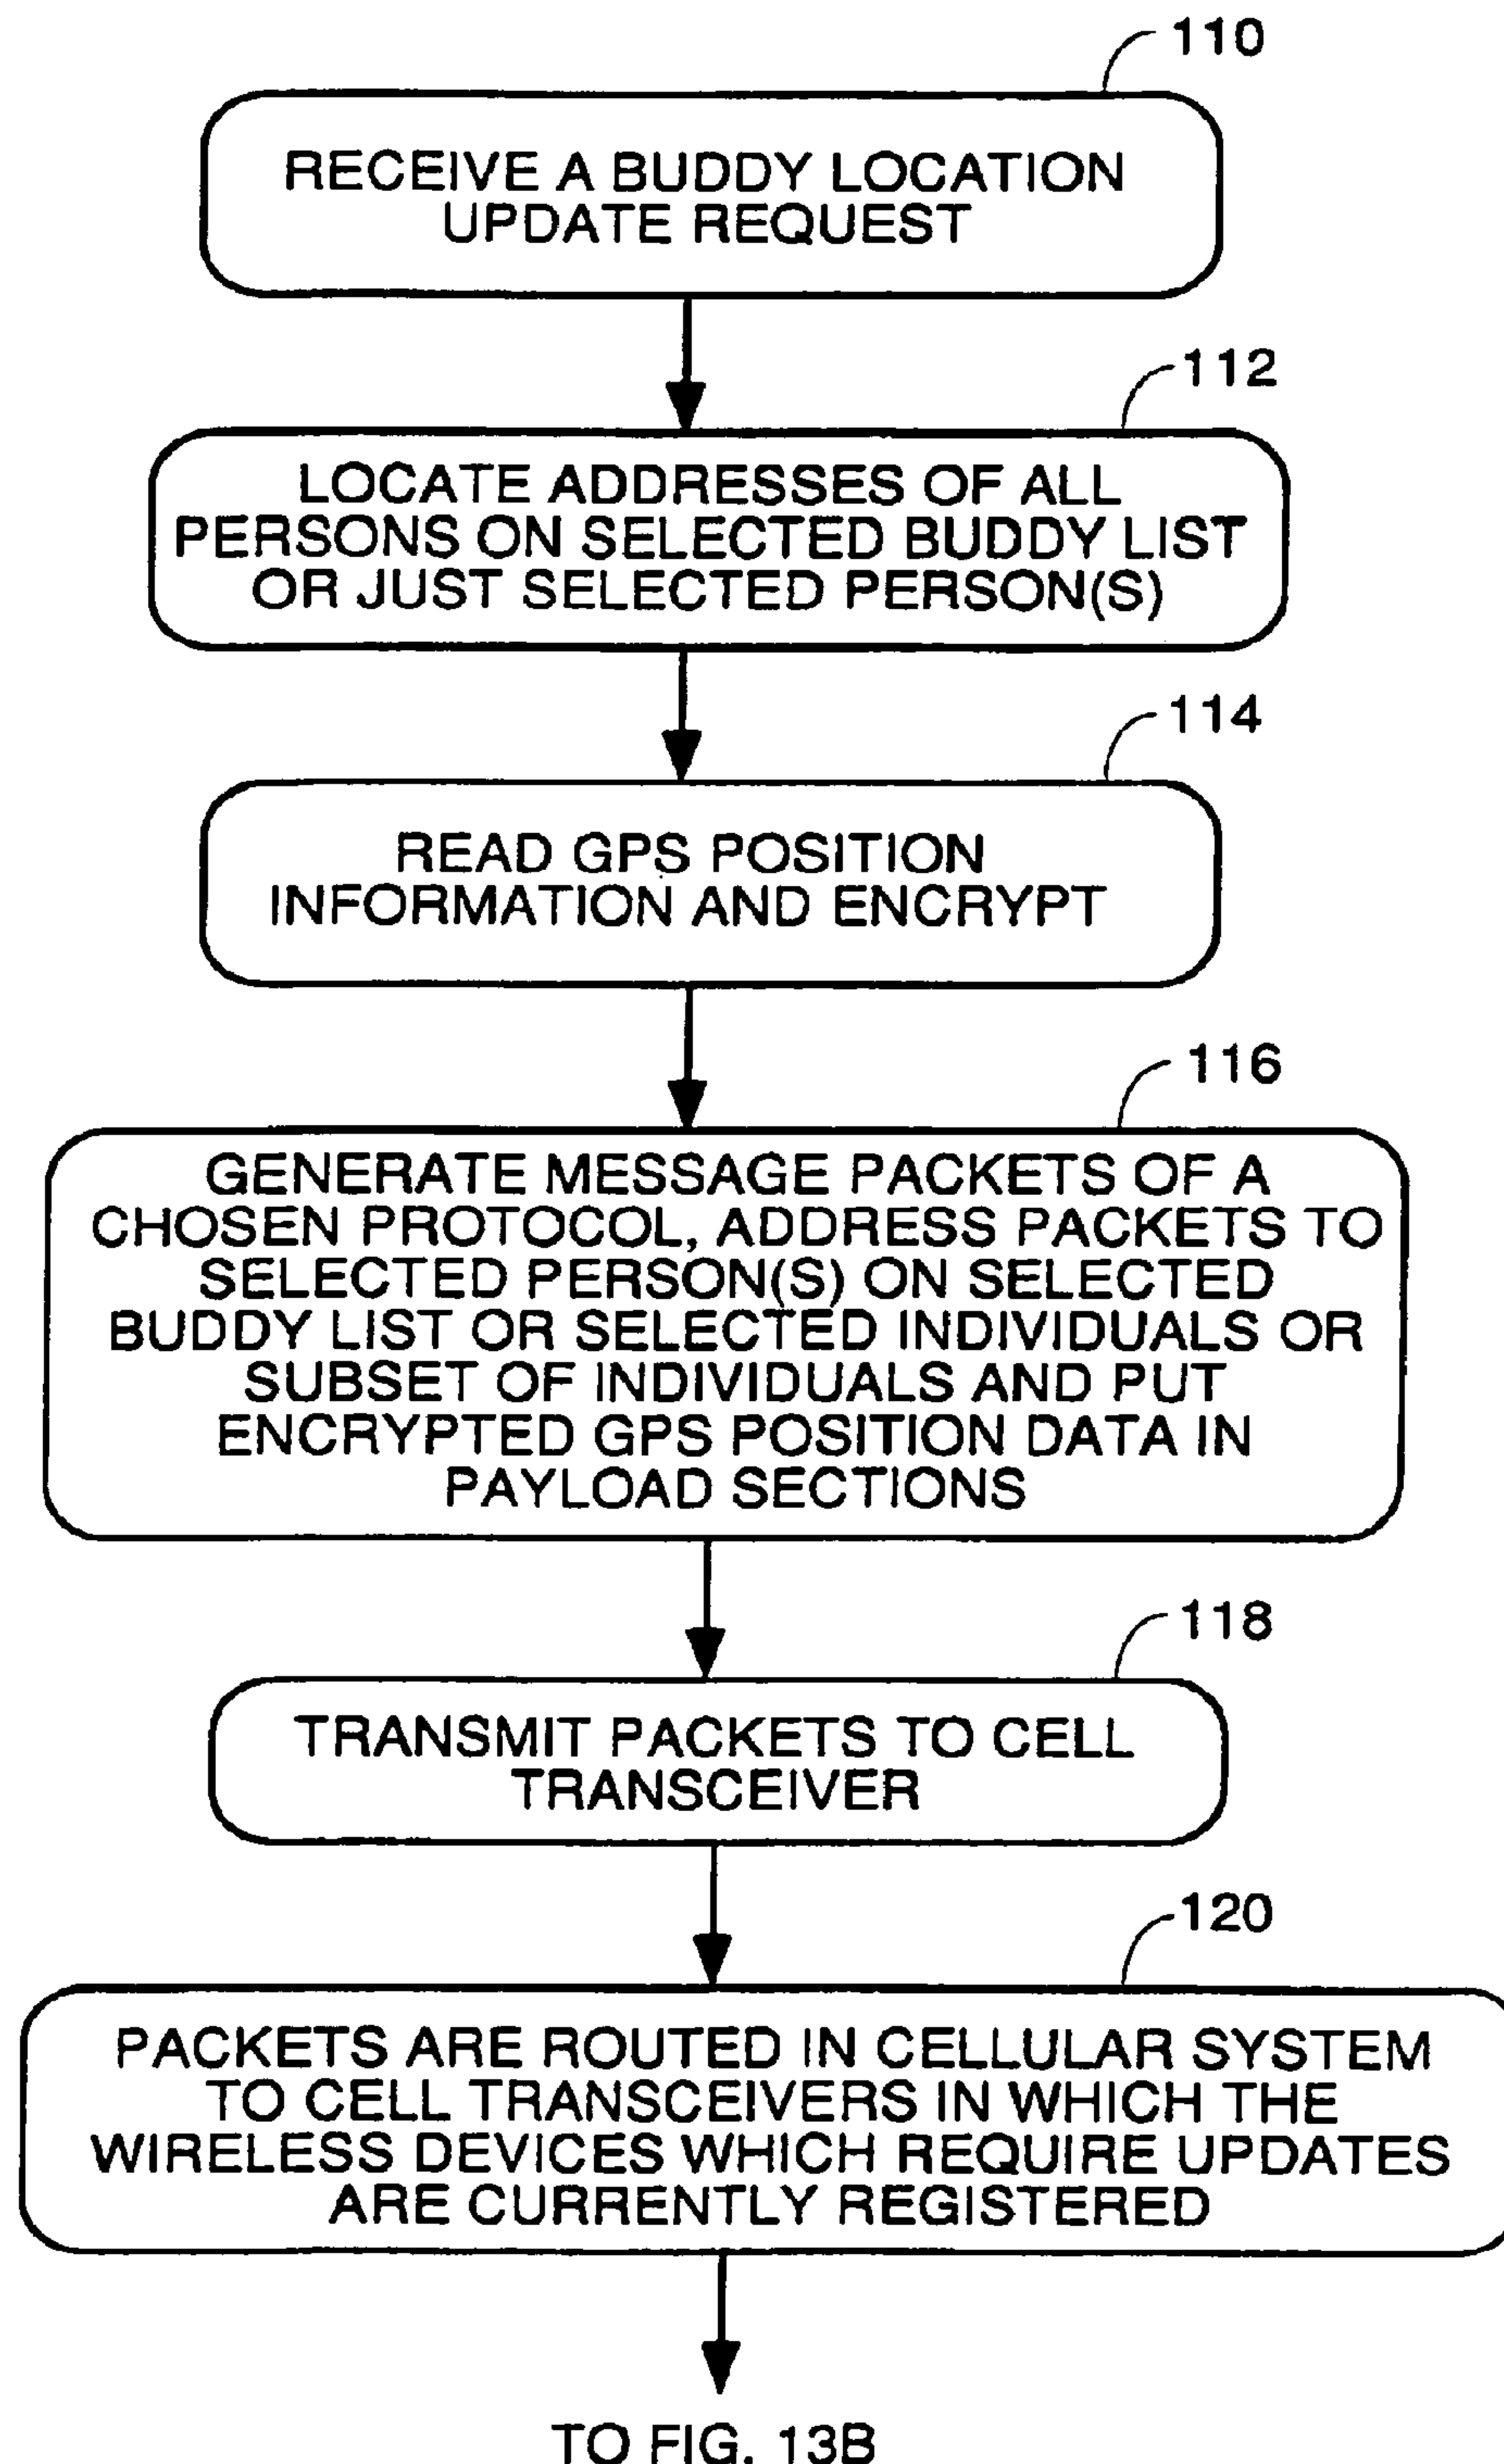 110
RECEIVE A BUDDY LOCATION
UPDATE REQUEST
112
LOCATE ADDRESSES OF ALL
PERSONS ON SELECTED BUDDY LIST
OR JUST SELECTED PERSON(S)
114
READ GPS POSITION
INFORMATION AND ENCRYPT
116
GENERATE MESSAGE PACKETS OF A
CHOSEN PROTOCOL, ADDRESS PACKETS TO
SELECTED PERSON(S) ON SELECTED
BUDDY LIST OR SELECTED INDIVIDUALS OR
SUBSET OF INDIVIDUALS AND PUT
ENCRYPTED GPS POSITION DATA IN
PAYLOAD SECTIONS
118
TRANSMIT PACKETS TO CELL
TRANSCEIVER
120
PACKETS ARE ROUTED IN CELLULAR SYSTEM
TO CELL TRANSCEIVERS IN WHICH THE
WIRELESS DEVICES WHICH REQUIRE UPDATES
ARE CURRENTLY REGISTERED
TO FIG. 13B